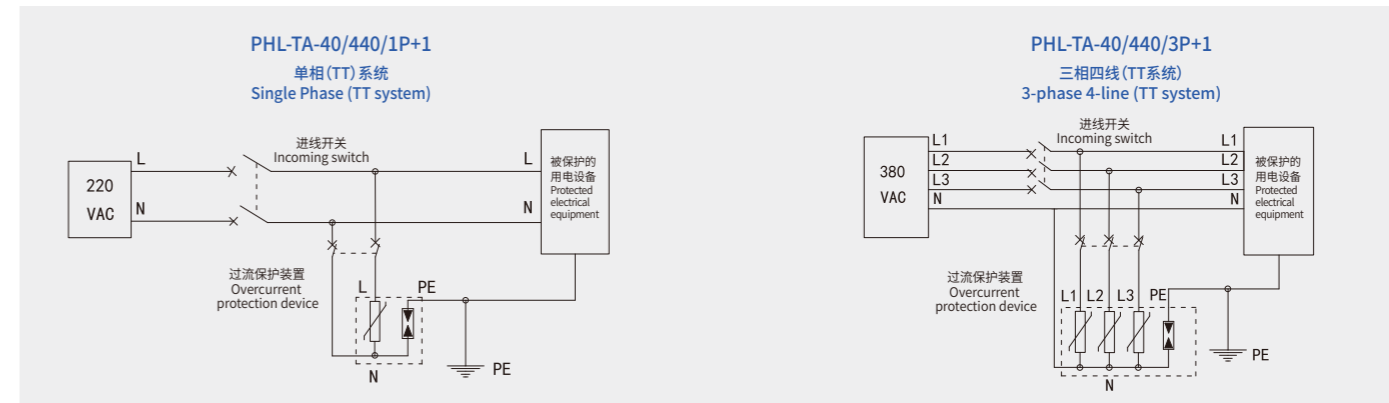 PHL-TA-40/440/1P+1
单相(TT)系统
Single Phase (TT system)
进线开关
Incoming switch
L
L
220
VAC
N
N
被保护的
用电设备
Protected
electrical
equipment
过流保护装置
Overcurrent
protection device
L
PE
N
PE
PHL-TA-40/440/3P+1
三相四线(TT系统)
3-phase 4-line (TT system)
进线开关
Incoming switch
L1
L2
L3
N
380
VAC
L1
L2
L3
N
被保护的
用电设备
Protected
electrical
equipment
过流保护装置
Overcurrent
protection device
L1 L2 L3 PE
N
PE